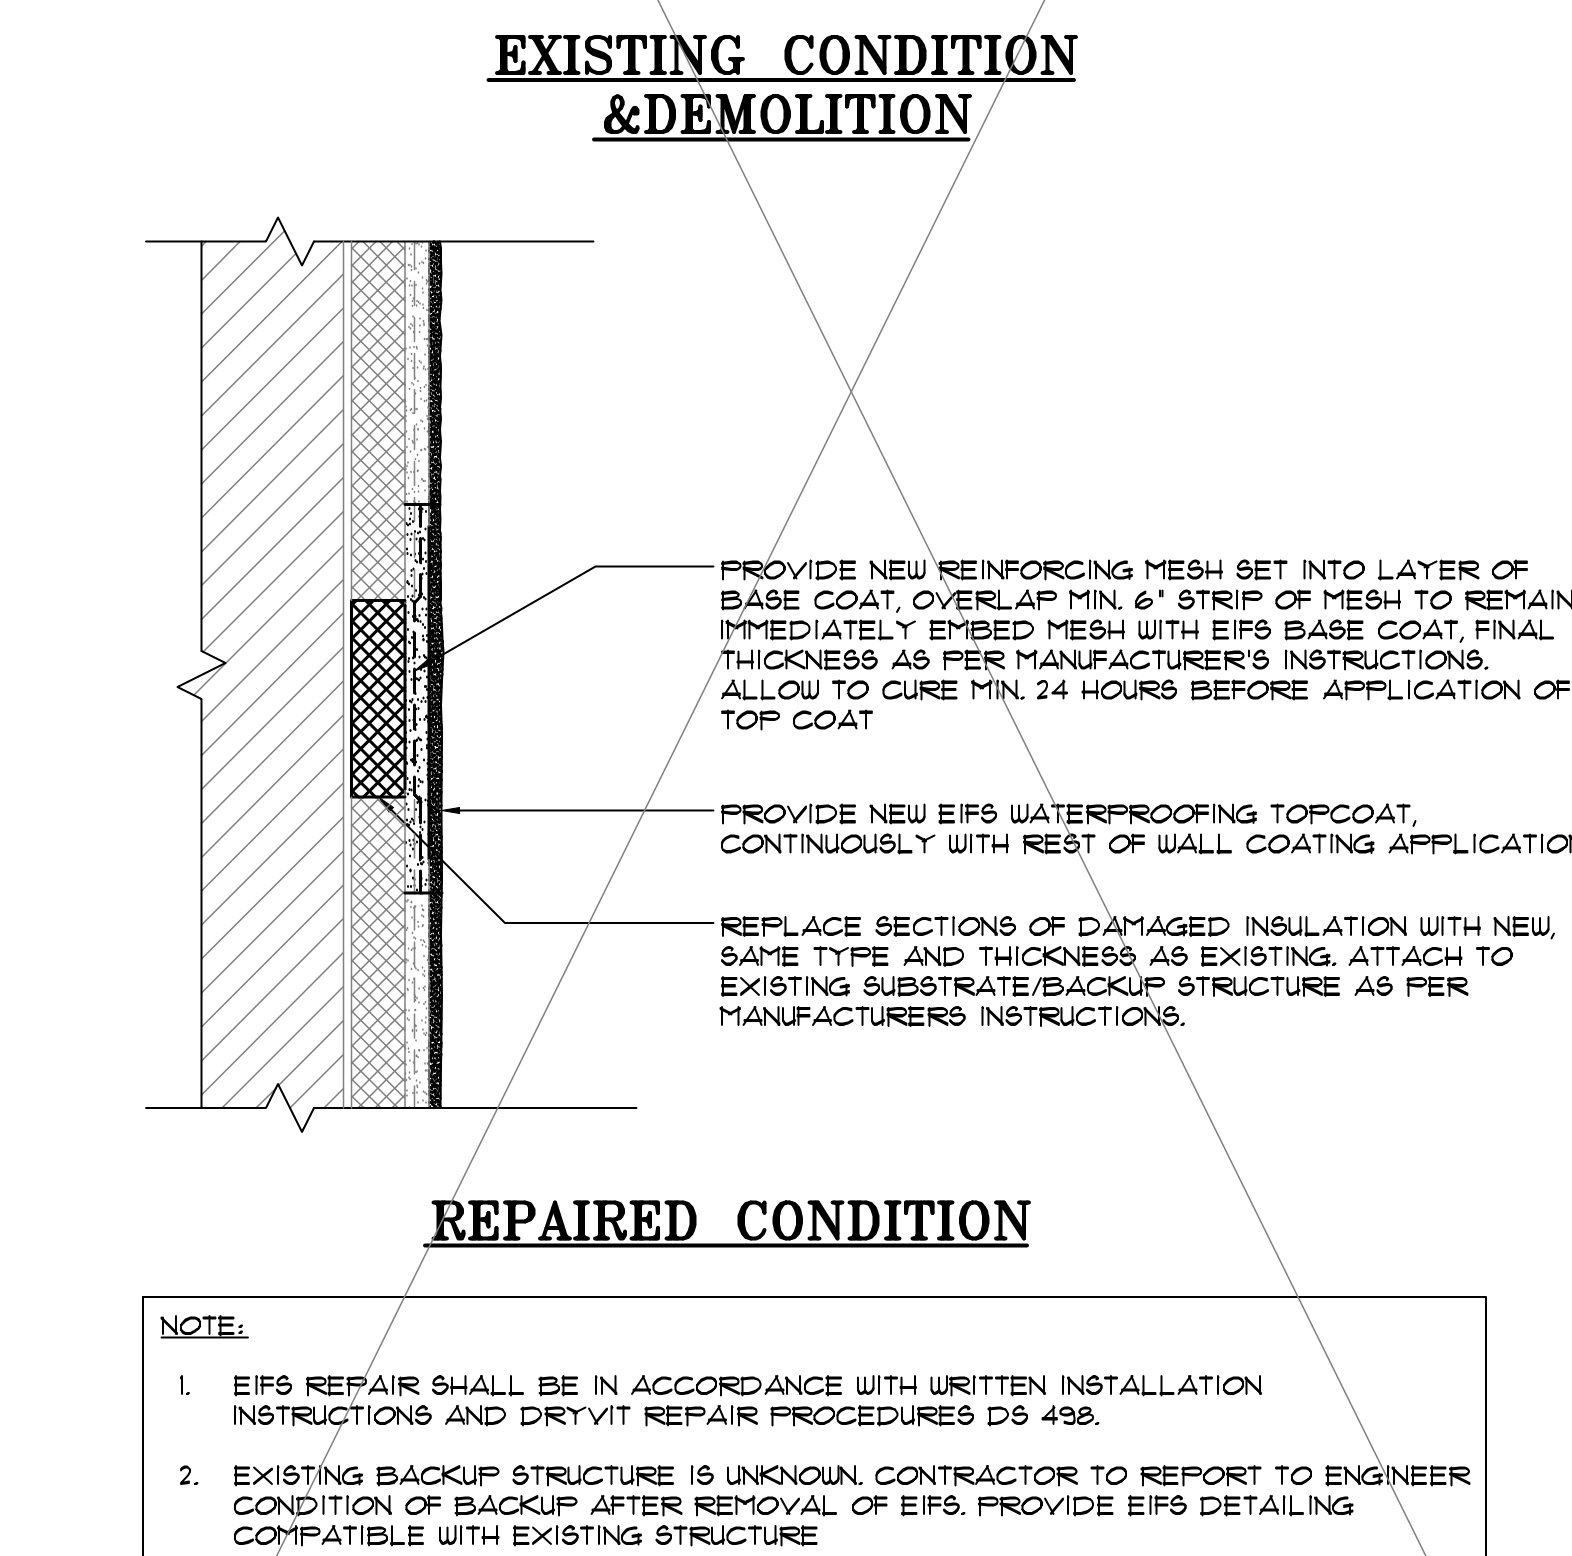 EXISTING CONDITION
&DEMOLITION
PROVIDE NEW REINFORCING MESH SET INTO LAYER OF
BASE COAT, OVERLAP MIN. 6" STRIP OF MESH TO REMAIN
IMMEDIATELY EMBED MESH WITH EIFS BASE COAT, FINAL
THICKNESS AS PER MANUFACTURER'S INSTRUCTIONS.
ALLOW TO CURE MIN. 24 HOURS BEFORE APPLICATION OF
TOP COAT
PROVIDE NEW EIFS WATERPROOFING TOPCOAT,
CONTINUOUSLY WITH REST OF WALL COATING APPLICATION
REPLACE SECTIONS OF DAMAGED INSULATION WITH NEW,
SAME TYPE AND THICKNESS AS EXISTING. ATTACH TO
EXISTING SUBSTRATE/BACKUP STRUCTURE AS PER
MANUFACTURERS INSTRUCTIONS.
REPAIRED CONDITION
NOTE:
1. EIFS REPAIR SHALL BE IN ACCORDANCE WITH WRITTEN INSTALLATION
INSTRUCTIONS AND DRYVIT REPAIR PROCEDURES DS 498.
2. EXISTING BACKUP STRUCTURE IS UNKNOWN. CONTRACTOR TO REPORT TO ENGINEER
CONDITION OF BACKUP AFTER REMOVAL OF EIFS. PROVIDE EIFS DETAILING
COMPATIBLE WITH EXISTING STRUCTURE